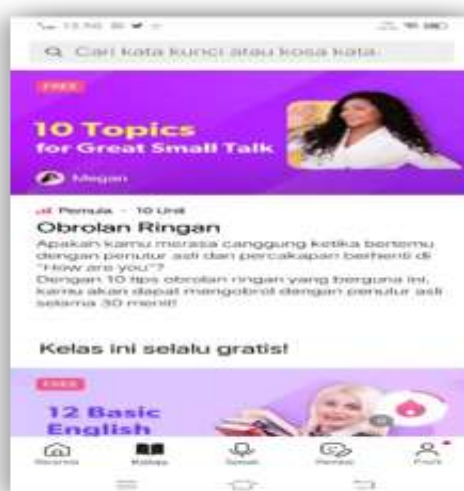 Cari kata kunci atau kosa kata.
FREE
10 Topics
for Great Small Talk
Megan
Pemula - 10 Unit
Obrolan Ringan
Apakah kamu merasa canggung ketika bertemu
dengan penutur asli dan percakapan berhenti di
"How are you"?
Dengan 10 tips obrolan ringan yang berguna ini,
kamu akan dapat mengobrol dengan penutur asli
selama 30 menit!
Kelas ini selalu gratis!
FREE
12 Basic
English
Beranda
Profil